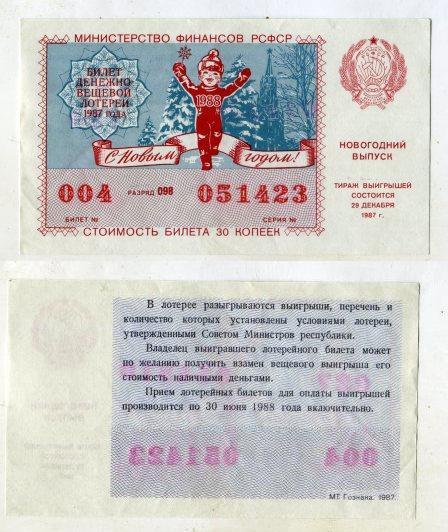 МИНИСТЕРСТВО ФИНАНСОВ РСФСР
БИЛЕТ
ДЕНЕЖНО-
ВЕЩЕВОЙ
ЛОТЕРЕИ
1987 ГОДА
1988
С Новым годом!
НОВОГОДНИЙ
ВЫПУСК
ТИРАЖ ВЫИГРЫШЕЙ
СОСТОИТСЯ
29 ДЕКАБРЯ
1987 г.
004 РАЗРЯД 098 051423
БИЛЕТ № СЕРИЯ №
СТОИМОСТЬ БИЛЕТА 30 КОПЕЕК
В лотерее разыгрываются выигрыши, перечень и
количество которых установлены условиями лотереи,
утвержденными Советом Министров республики.
Владелец выигравшего лотерейного билета может
по желанию получить взамен вещевого выигрыша его
стоимость наличными деньгами.
Прием лотерейных билетов для оплаты выигрышей
производится по 30 июня 1988 года включительно.
051423 004
МТ Гознака. 1987.